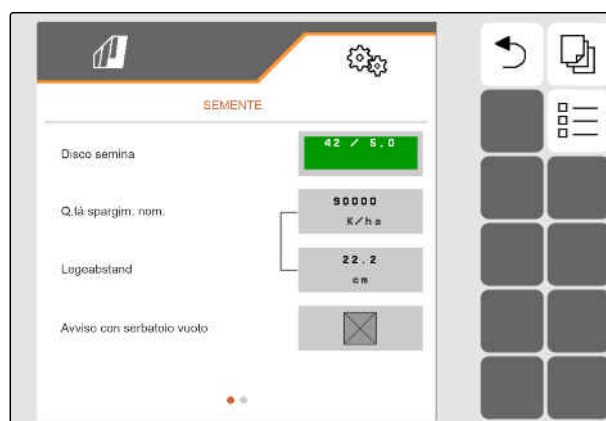 SEMENTE
Disco semina
42 / 5,0
Q.tà spargim. nom.
90000
K/ha
Legeabstand
22.2
cm
Avviso con serbatoio vuoto